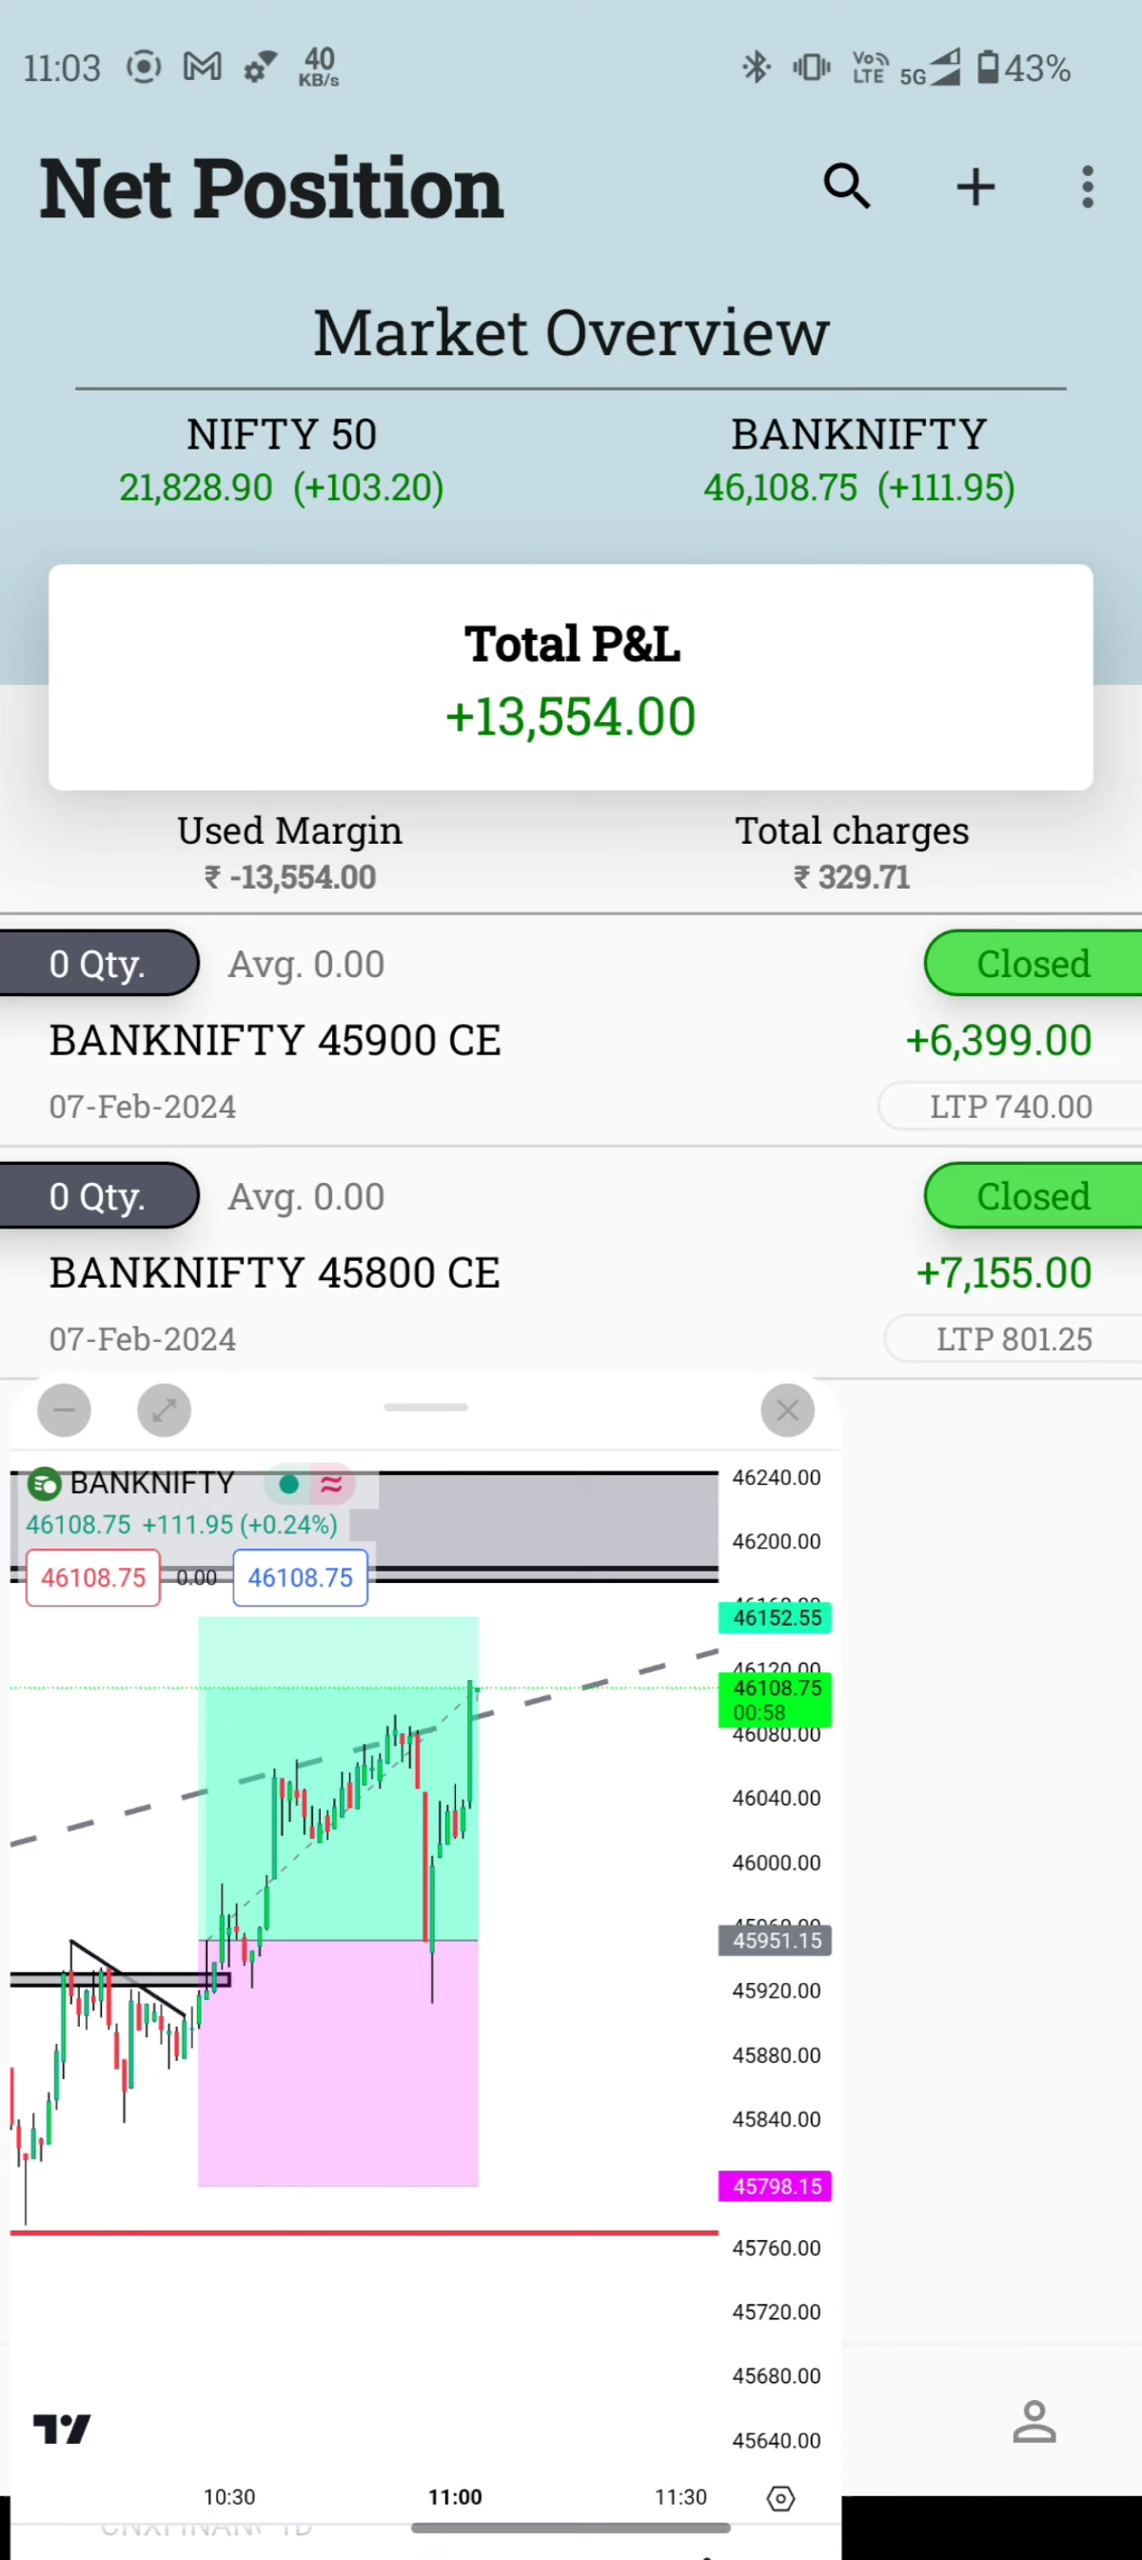 11:03 40 KB/s Vo LTE 5G 43%
Net Position
Market Overview
NIFTY 50 BANKNIFTY
21,828.90 (+103.20) 46,108.75 (+111.95)
Total P&L
+13,554.00
Used Margin Total charges
₹ -13,554.00 ₹ 329.71
0 Qty. Avg. 0.00 Closed
BANKNIFTY 45900 CE +6,399.00
07-Feb-2024 LTP 740.00
0 Qty. Avg. 0.00 Closed
BANKNIFTY 45800 CE +7,155.00
07-Feb-2024 LTP 801.25
46240.00
BANKNIFTY
46108.75 +111.95 (+0.24%)
46200.00
46108.75 0.00 46108.75
46152.55
46120.00
46108.75
00:58
46080.00
46040.00
46000.00
45951.15
45920.00
45880.00
45840.00
45798.15
45760.00
45720.00
45680.00
45640.00
10:30 11:00 11:30